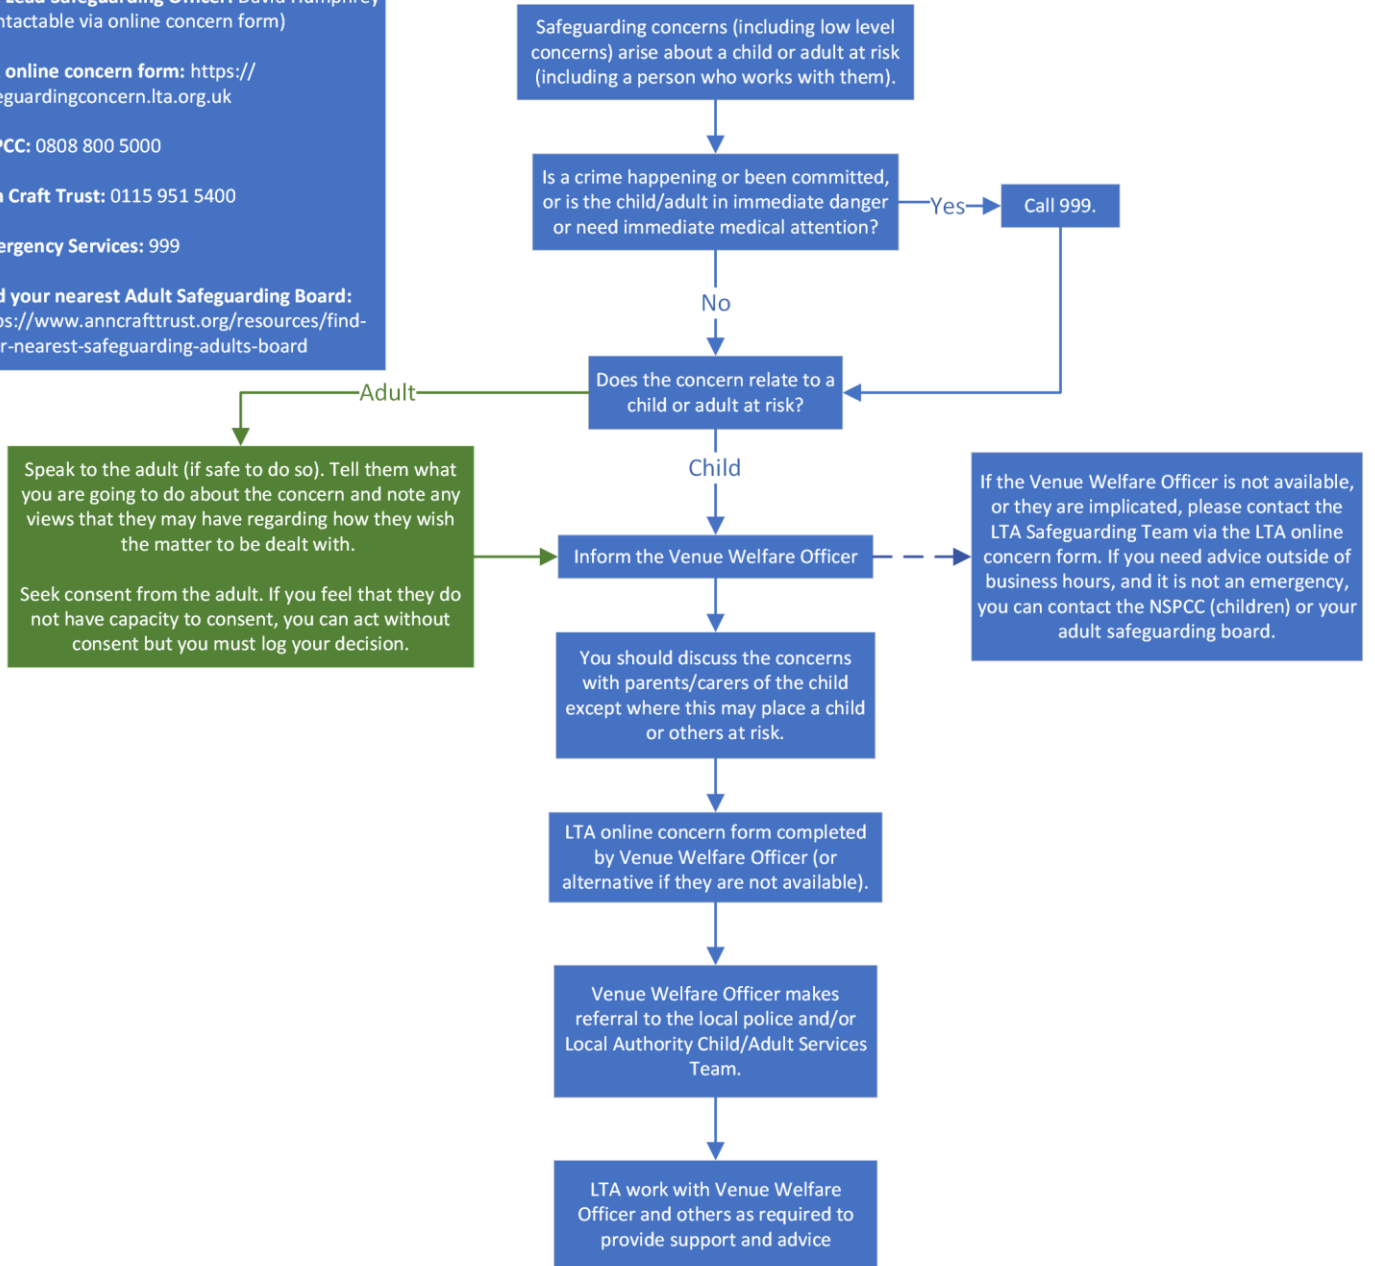 Lead Safeguarding Officer: David Humphrey
ntactable via online concern form)
online concern form: https://
eguardingconcern.lta.org.uk
PCC: 0808 800 5000
Craft Trust: 0115 951 5400
ergency Services: 999
d your nearest Adult Safeguarding Board:
ps://www.anncrafttrust.org/resources/find-
r-nearest-safeguarding-adults-board
Safeguarding concerns (including low level
concerns) arise about a child or adult at risk
(including a person who works with them).
Is a crime happening or been committed,
or is the child/adult in immediate danger
or need immediate medical attention?
Yes
Call 999.
No
Does the concern relate to a
child or adult at risk?
Adult
Child
Speak to the adult (if safe to do so). Tell them what
you are going to do about the concern and note any
views that they may have regarding how they wish
the matter to be dealt with.
Seek consent from the adult. If you feel that they do
not have capacity to consent, you can act without
consent but you must log your decision.
Inform the Venue Welfare Officer
If the Venue Welfare Officer is not available,
or they are implicated, please contact the
LTA Safeguarding Team via the LTA online
concern form. If you need advice outside of
business hours, and it is not an emergency,
you can contact the NSPCC (children) or your
adult safeguarding board.
You should discuss the concerns
with parents/carers of the child
except where this may place a child
or others at risk.
LTA online concern form completed
by Venue Welfare Officer (or
alternative if they are not available).
Venue Welfare Officer makes
referral to the local police and/or
Local Authority Child/Adult Services
Team.
LTA work with Venue Welfare
Officer and others as required to
provide support and advice